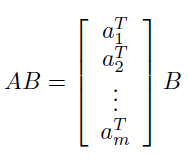 AB = [ a_1^T
a_2^T
⋮
a_m^T ] B